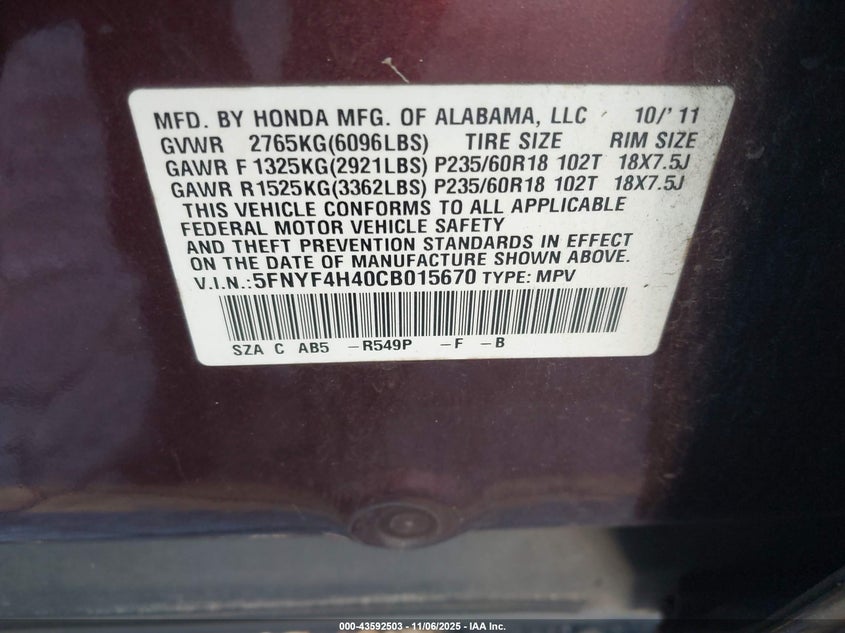 MFD. BY HONDA MFG. OF ALABAMA, LLC 10/'11
GVWR 2765KG(6096LBS) TIRE SIZE RIM SIZE
GAWR F 1325KG(2921LBS) P235/60R18 102T 18X7.5J
GAWR R 1525KG(3362LBS) P235/60R18 102T 18X7.5J
THIS VEHICLE CONFORMS TO ALL APPLICABLE
FEDERAL MOTOR VEHICLE SAFETY
AND THEFT PREVENTION STANDARDS IN EFFECT
ON THE DATE OF MANUFACTURE SHOWN ABOVE.
V.I.N.:5FNYF4H40CB015670 TYPE: MPV
SZA C AB5 -R549P -F -B
000-43592503 - 11/06/2025 - IAA Inc.